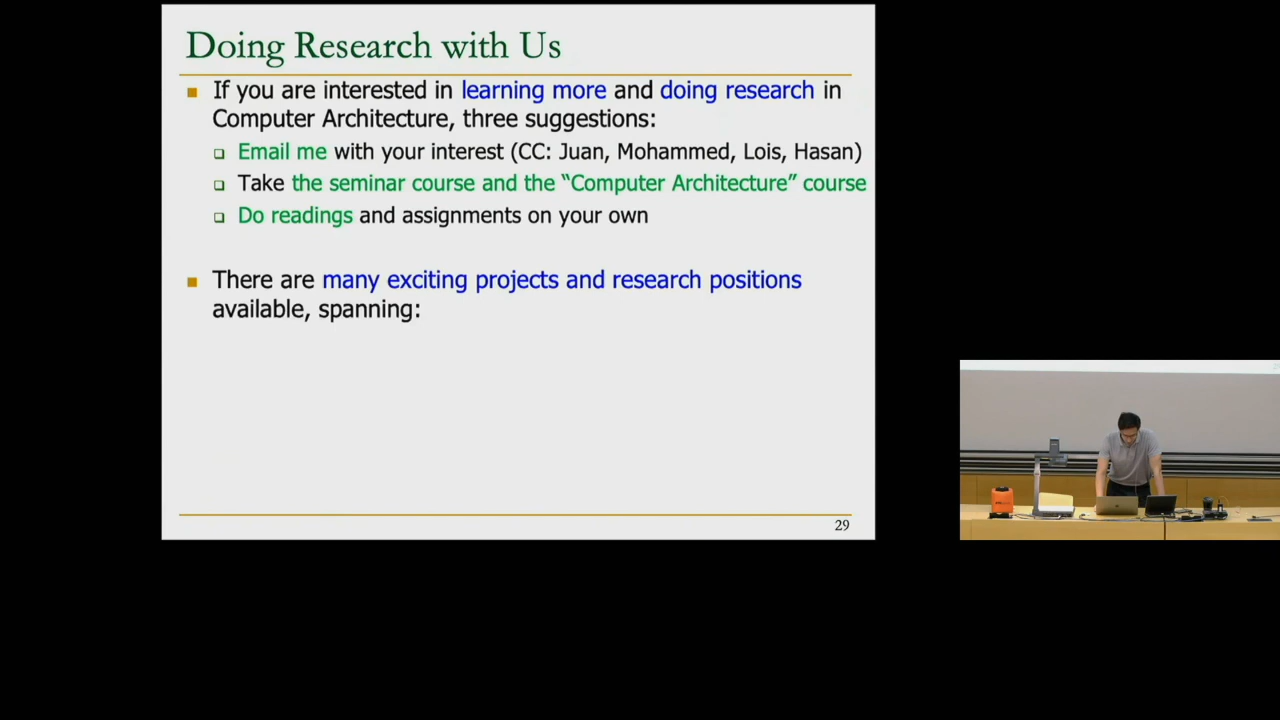 Doing Research with Us
If you are interested in learning more and doing research in
Computer Architecture, three suggestions:
Email me with your interest (CC: Juan, Mohammed, Lois, Hasan)
Take the seminar course and the “Computer Architecture” course
Do readings and assignments on your own
There are many exciting projects and research positions
available, spanning:
29